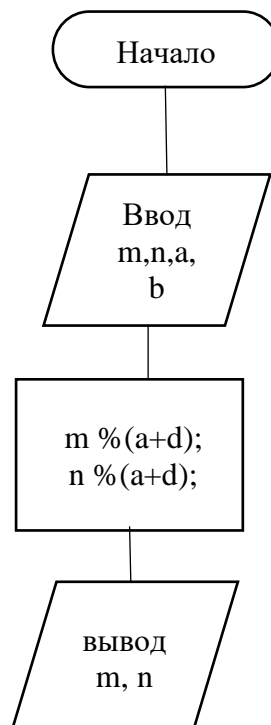 Начало
Ввод
m,n,a,
b
m %(a+d);
n %(a+d);
вывод
m, n